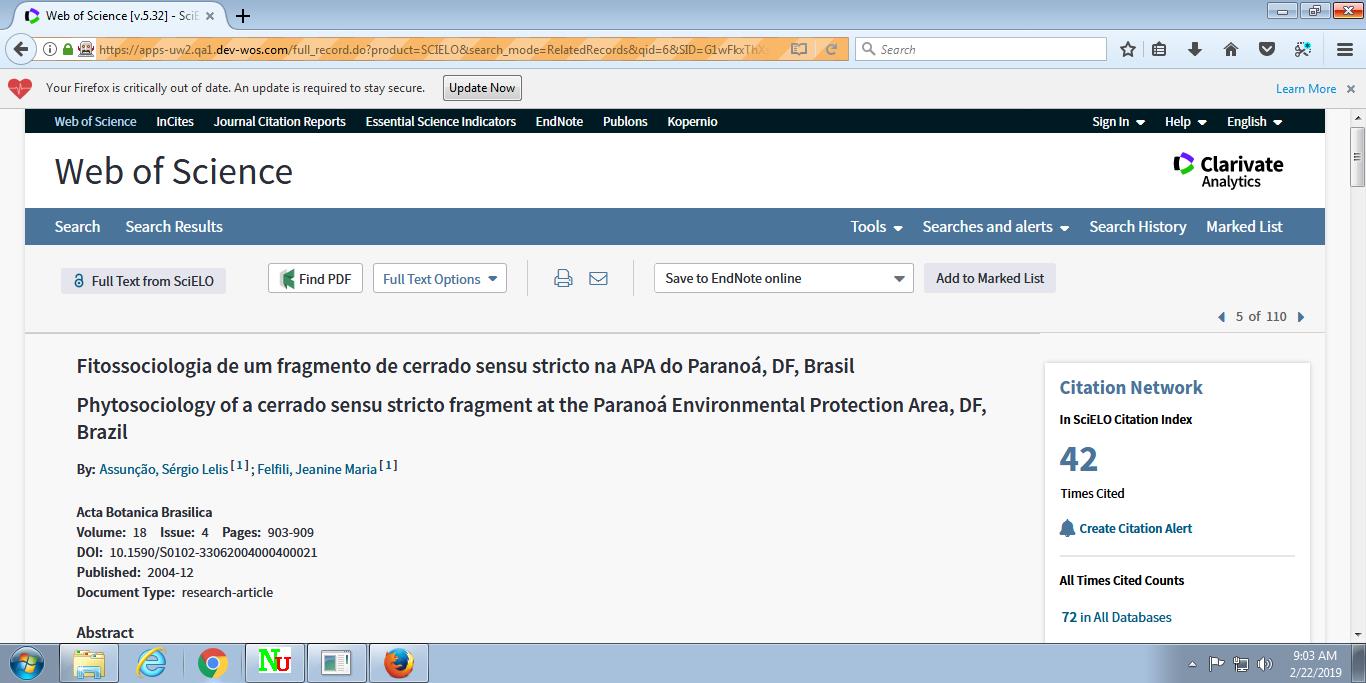 Web of Science [v.5.32] - SciE
https://apps-uw2.qa1.dev-wos.com/full_record.do?product=SCIELO&search_mode=RelatedRecords&qid=6&SID=G1wFkxThX
Search
Your Firefox is critically out of date. An update is required to stay secure. Update Now Learn More
Web of Science InCites Journal Citation Reports Essential Science Indicators EndNote Publons Kopernio Sign In Help English
Web of Science
Clarivate
Analytics
Search Search Results Tools Searches and alerts Search History Marked List
Full Text from SciELO Find PDF Full Text Options Save to EndNote online Add to Marked List
5 of 110
Fitossociologia de um fragmento de cerrado sensu stricto na APA do Paranoá, DF, Brasil
Phytosociology of a cerrado sensu stricto fragment at the Paranoá Environmental Protection Area, DF,
Brazil
By: Assunção, Sérgio Lelis [1] ; Felfili, Jeanine Maria [1]
Acta Botanica Brasilica
Volume: 18 Issue: 4 Pages: 903-909
DOI: 10.1590/S0102-33062004000400021
Published: 2004-12
Document Type: research-article
Abstract
Citation Network
In SciELO Citation Index
42
Times Cited
Create Citation Alert
All Times Cited Counts
72 in All Databases
NU
9:03 AM
2/22/2019